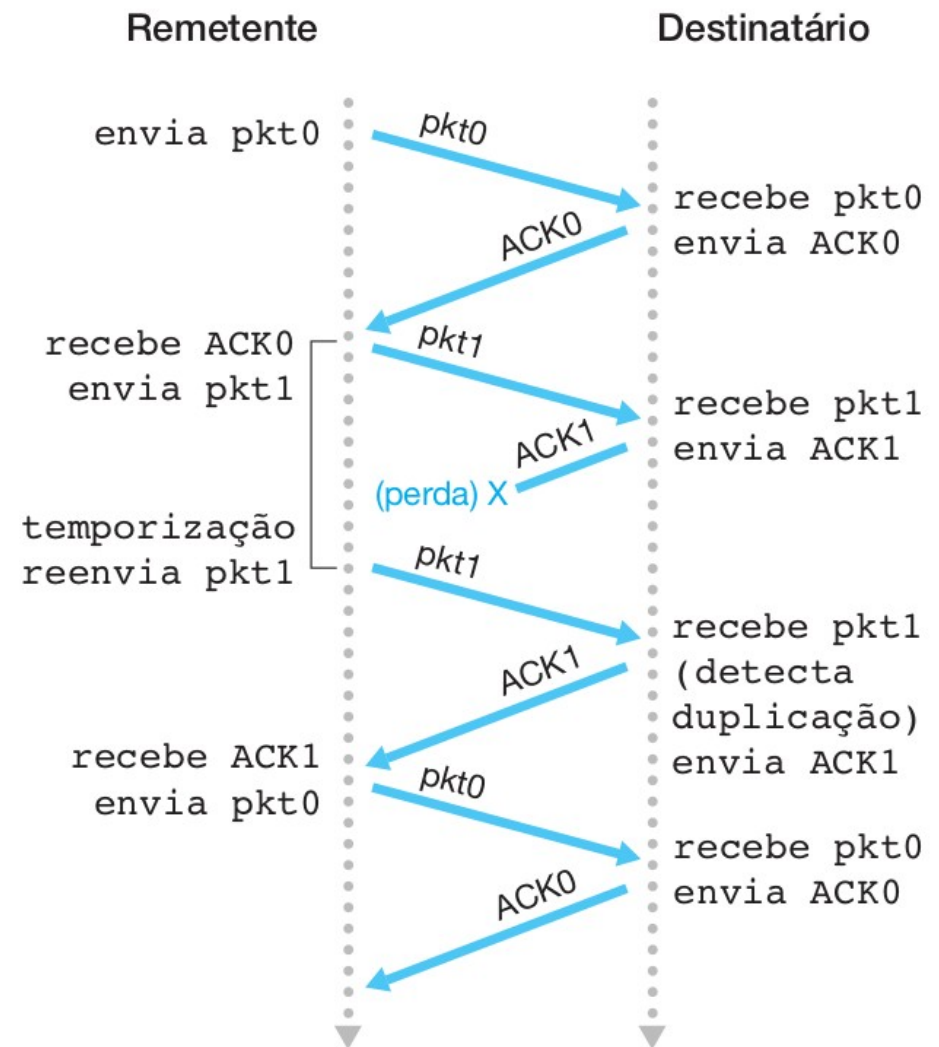 Remetente
Destinatário
envia pkt0
pkt0
recebe pkt0
envia ACK0
ACK0
recebe ACK0
envia pkt1
pkt1
recebe pkt1
envia ACK1
ACK1
(perda) X
temporização
reenvia pkt1
pkt1
recebe pkt1
(detecta
duplicação)
envia ACK1
ACK1
recebe ACK1
envia pkt0
pkt0
recebe pkt0
envia ACK0
ACK0